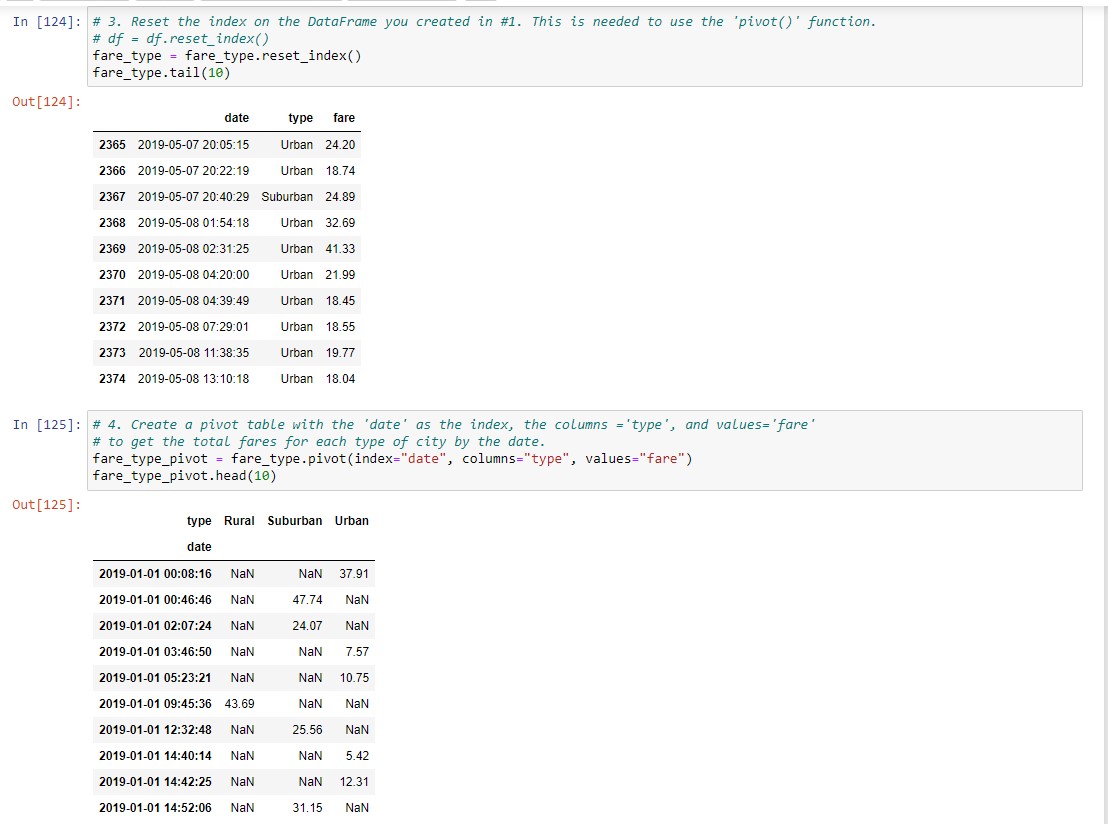 In [124]: # 3. Reset the index on the DataFrame you created in #1. This is needed to use the 'pivot()' function.
# df = df.reset_index()
fare_type = fare_type.reset_index()
fare_type.tail(10)
Out[124]:
date type fare
2365 2019-05-07 20:05:15 Urban 24.20
2366 2019-05-07 20:22:19 Urban 18.74
2367 2019-05-07 20:40:29 Suburban 24.89
2368 2019-05-08 01:54:18 Urban 32.69
2369 2019-05-08 02:31:25 Urban 41.33
2370 2019-05-08 04:20:00 Urban 21.99
2371 2019-05-08 04:39:49 Urban 18.45
2372 2019-05-08 07:29:01 Urban 18.55
2373 2019-05-08 11:38:35 Urban 19.77
2374 2019-05-08 13:10:18 Urban 18.04
In [125]: # 4. Create a pivot table with the 'date' as the index, the columns ='type', and values='fare'
# to get the total fares for each type of city by the date.
fare_type_pivot = fare_type.pivot(index="date", columns="type", values="fare")
fare_type_pivot.head(10)
Out[125]:
type Rural Suburban Urban
date
2019-01-01 00:08:16 NaN NaN 37.91
2019-01-01 00:46:46 NaN 47.74 NaN
2019-01-01 02:07:24 NaN 24.07 NaN
2019-01-01 03:46:50 NaN NaN 7.57
2019-01-01 05:23:21 NaN NaN 10.75
2019-01-01 09:45:36 43.69 NaN NaN
2019-01-01 12:32:48 NaN 25.56 NaN
2019-01-01 14:40:14 NaN NaN 5.42
2019-01-01 14:42:25 NaN NaN 12.31
2019-01-01 14:52:06 NaN 31.15 NaN